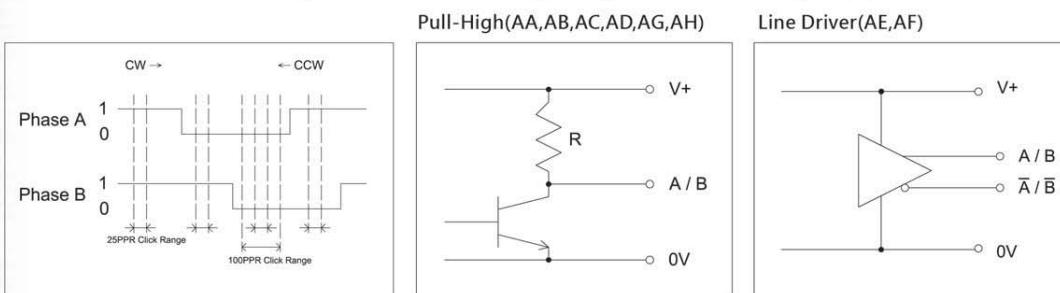 Pull-High(AA,AB,AC,AD,AG,AH)
Line Driver(AE,AF)
CW →
← CCW
Phase A
1
0
Phase B
1
0
25PPR Click Range
100PPR Click Range
V+
R
A / B
0V
V+
A / B
A̅ / B̅
0V